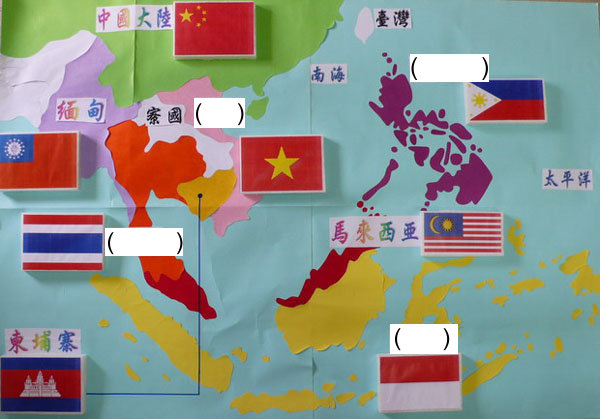 中國大陸
臺灣
南海
(    )
緬甸
寮國
(    )
太平洋
(    )
馬來西亞
(    )
柬埔寨